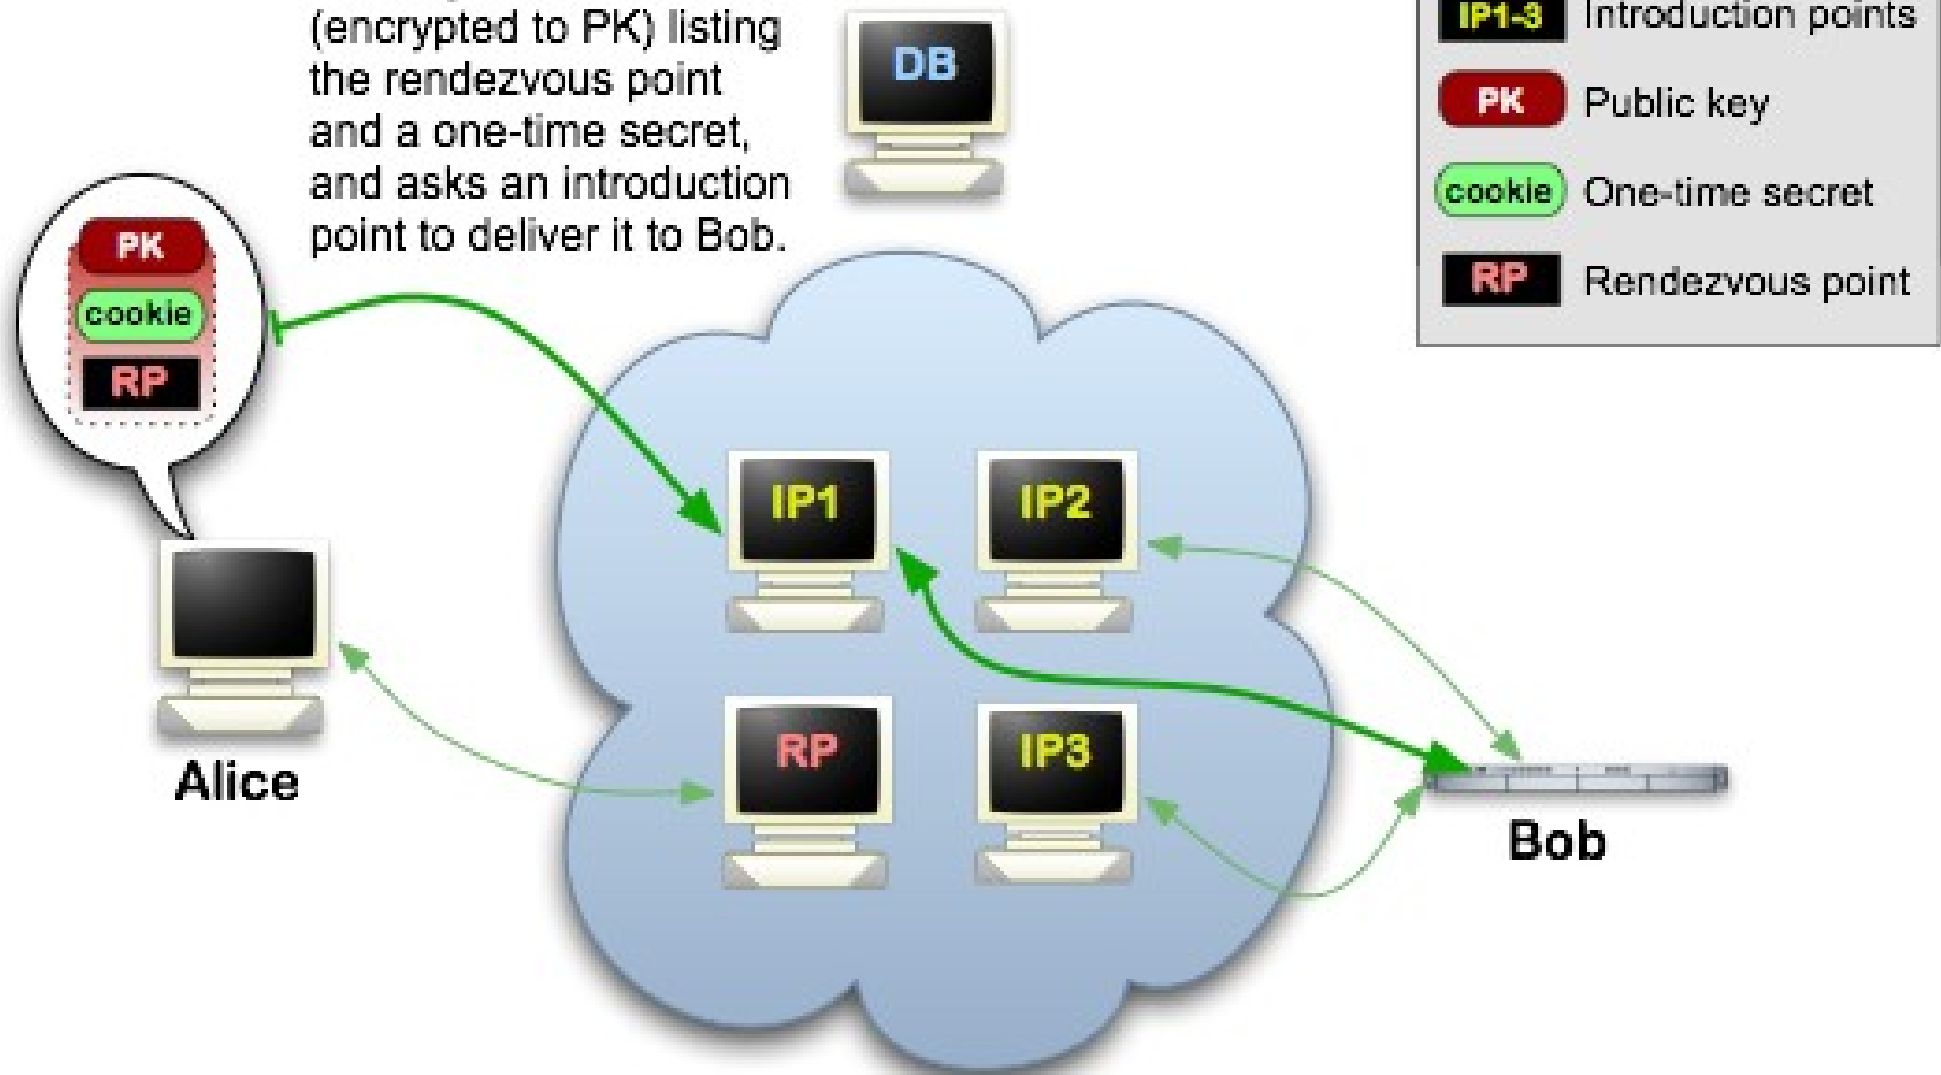 (encrypted to PK) listing
the rendezvous point
and a one-time secret,
and asks an introduction
point to deliver it to Bob.
DB
IP1-3 Introduction points
PK Public key
cookie One-time secret
RP Rendezvous point
PK
cookie
RP
IP1
IP2
RP
IP3
Alice
Bob